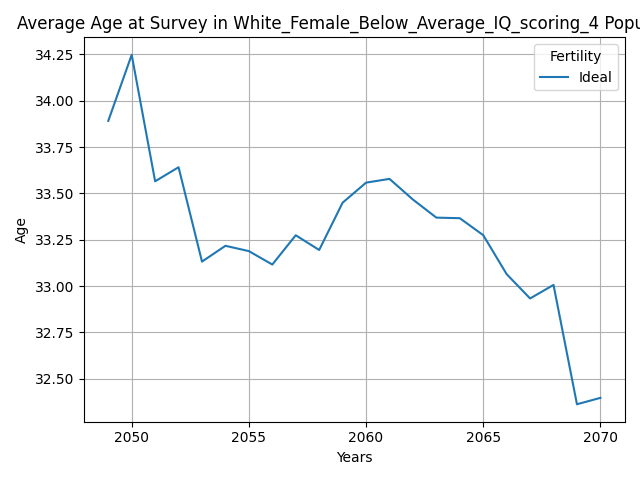 Average Age at Survey in White_Female_Below_Average_IQ_scoring_4 Popu
Fertility
Ideal
34.25
34.00
33.75
33.50
33.25
33.00
32.75
32.50
Age
2050 2055 2060 2065 2070
Years